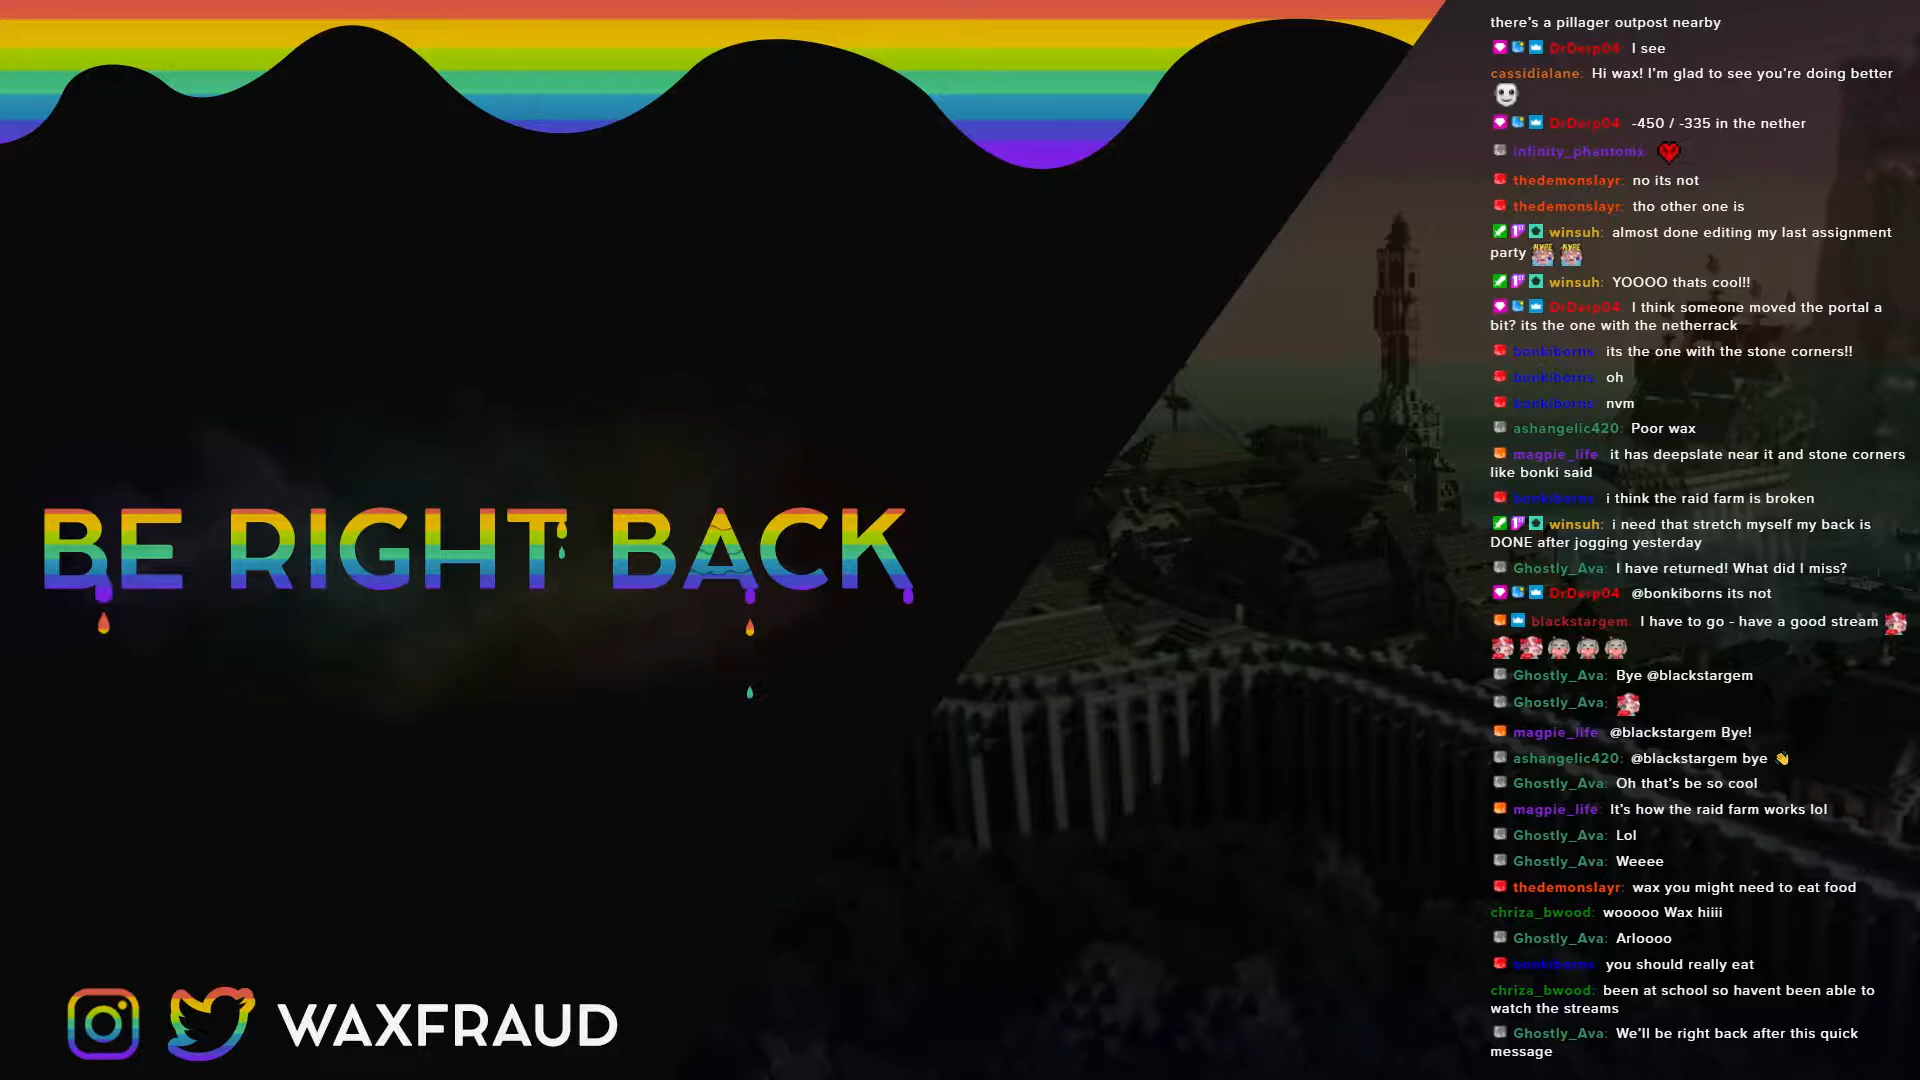 BE RIGHT BACK
WAXFRAUD
there's a pillager outpost nearby
DrDerp04 I see
cassidialane: Hi wax! I'm glad to see you're doing better
DrDerp04 -450 / -335 in the nether
infinity_phantomx:
thedemonslayr: no its not
thedemonslayr: tho other one is
winsuh: almost done editing my last assignment
party
winsuh: YOOOO thats cool!!
DrDerp04 I think someone moved the portal a
bit? its the one with the netherrack
bonkiborns: its the one with the stone corners!!
bonkiborns: oh
bonkiborns: nvm
ashangelic420: Poor wax
magpie_life: it has deepslate near it and stone corners
like bonki said
bonkiborns: i think the raid farm is broken
winsuh: i need that stretch myself my back is
DONE after jogging yesterday
Ghostly_Ava: I have returned! What did I miss?
DrDerp04 @bonkiborns its not
blackstargem: I have to go - have a good stream
Ghostly_Ava: Bye @blackstargem
Ghostly_Ava:
magpie_life: @blackstargem Bye!
ashangelic420: @blackstargem bye 👋
Ghostly_Ava: Oh that's be so cool
magpie_life: It's how the raid farm works lol
Ghostly_Ava: Lol
Ghostly_Ava: Weeee
thedemonslayr: wax you might need to eat food
chriza_bwood: wooooo Wax hiiii
Ghostly_Ava: Arloooo
bonkiborns: you should really eat
chriza_bwood: been at school so havent been able to
watch the streams
Ghostly_Ava: We'll be right back after this quick
message